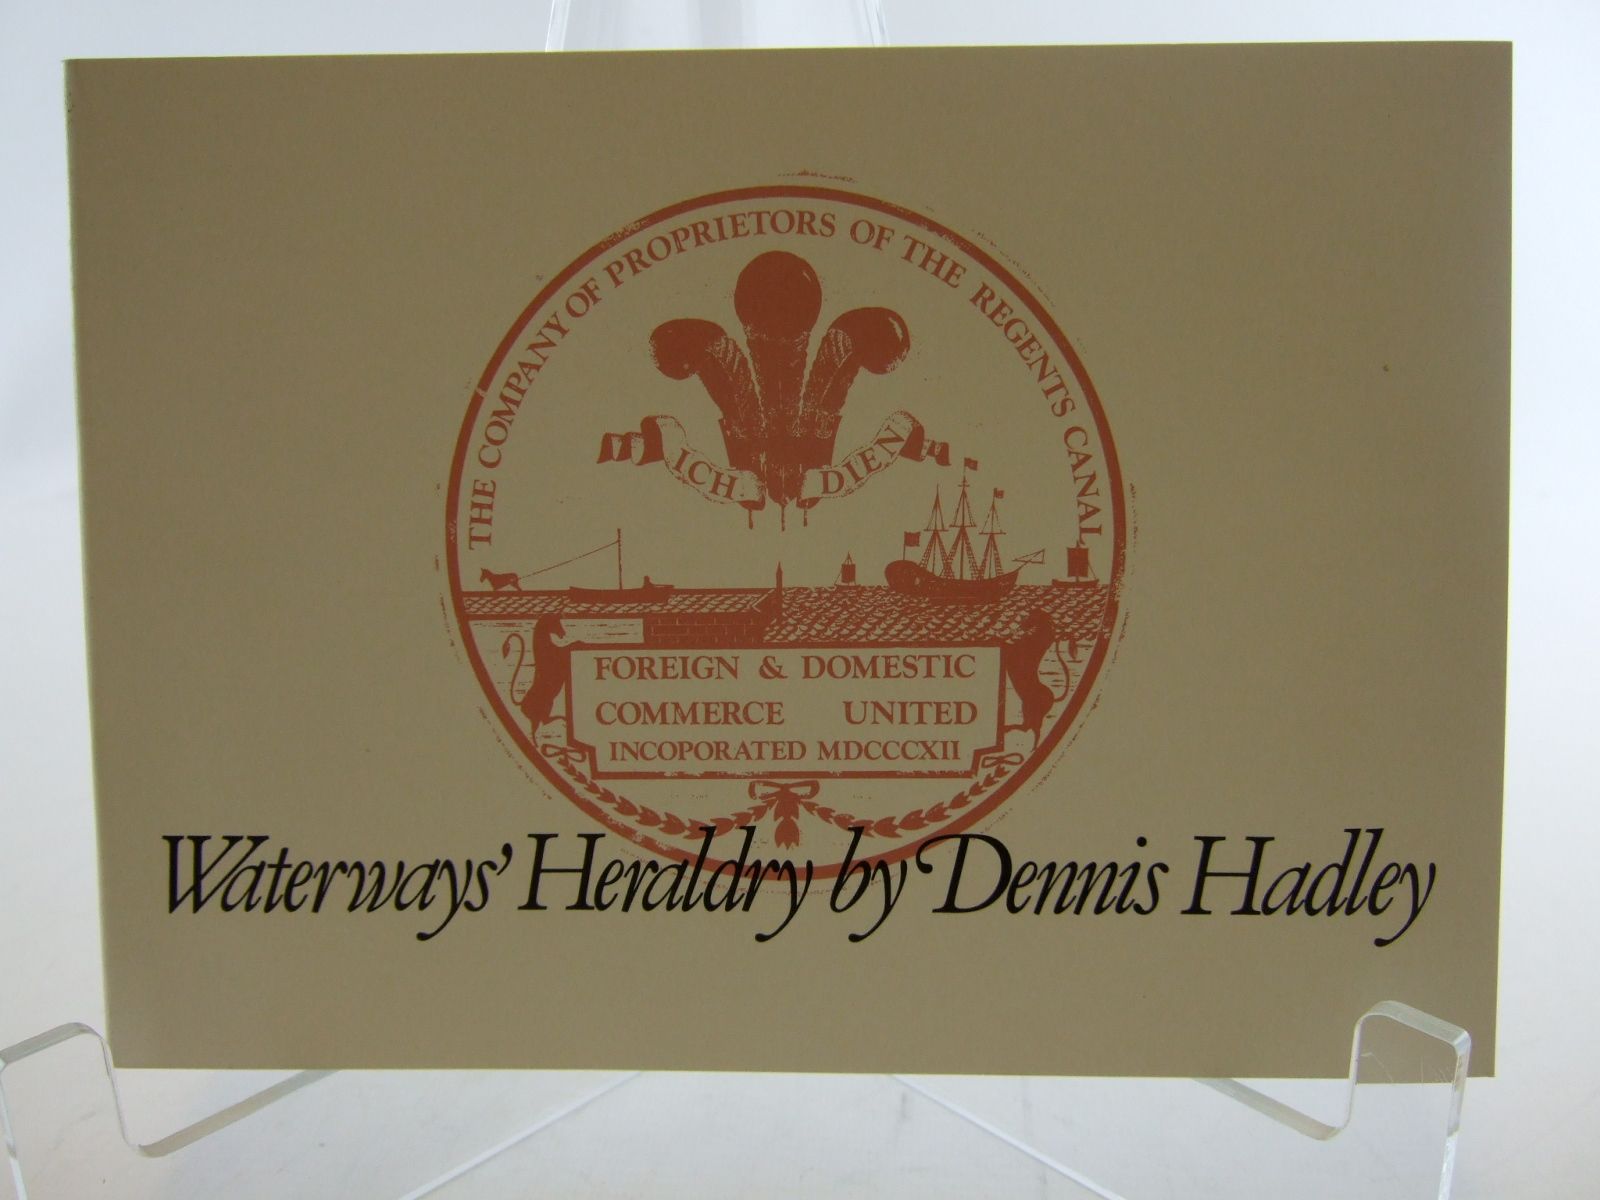 THE COMPANY OF PROPRIETORS OF THE REGENTS CANAL
ICH DIEN
FOREIGN & DOMESTIC
COMMERCE UNITED
INCOPORATED MDCCCXII
Waterways' Heraldry by Dennis Hadley